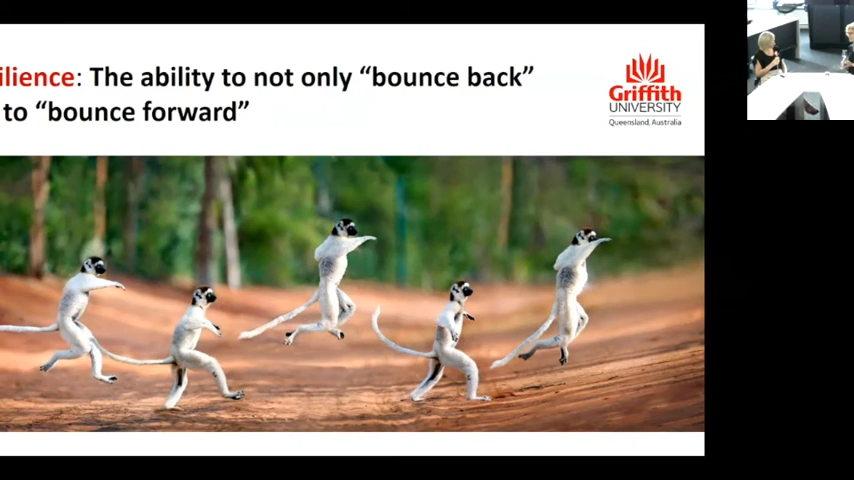 ilience: The ability to not only “bounce back”
to “bounce forward”
Griffith
UNIVERSITY
Queensland, Australia